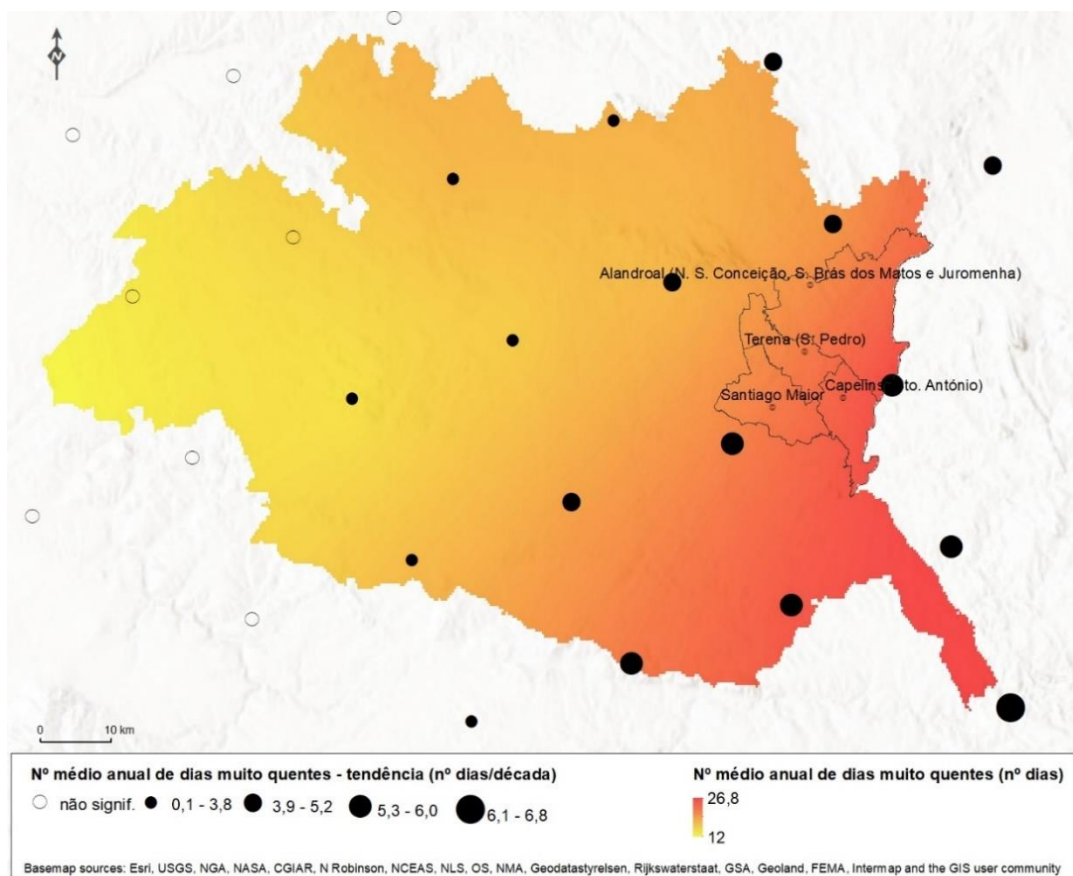 N
Alandroal (N. S. Conceição, S. Brás dos Matos e Juromenha)
Terena (S. Pedro)
Capelins (Sto. António)
Santiago Maior
0 10 km
Nº médio anual de dias muito quentes - tendência (nº dias/década)
não signif. 0,1 - 3,8 3,9 - 5,2 5,3 - 6,0 6,1 - 6,8
Nº médio anual de dias muito quentes (nº dias)
26,8
12
Basemap sources: Esri, USGS, NGA, NASA, CGIAR, N Robinson, NCEAS, NLS, OS, NMA, Geodatastyrelsen, Rijkswaterstaat, GSA, Geoland, FEMA, Intermap and the GIS user community